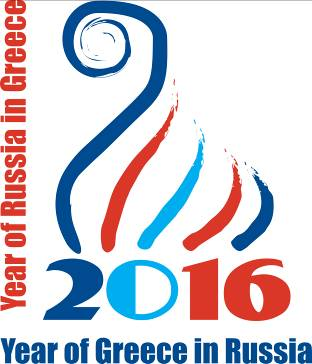 Year of Russia in Greece
2016
Year of Greece in Russia